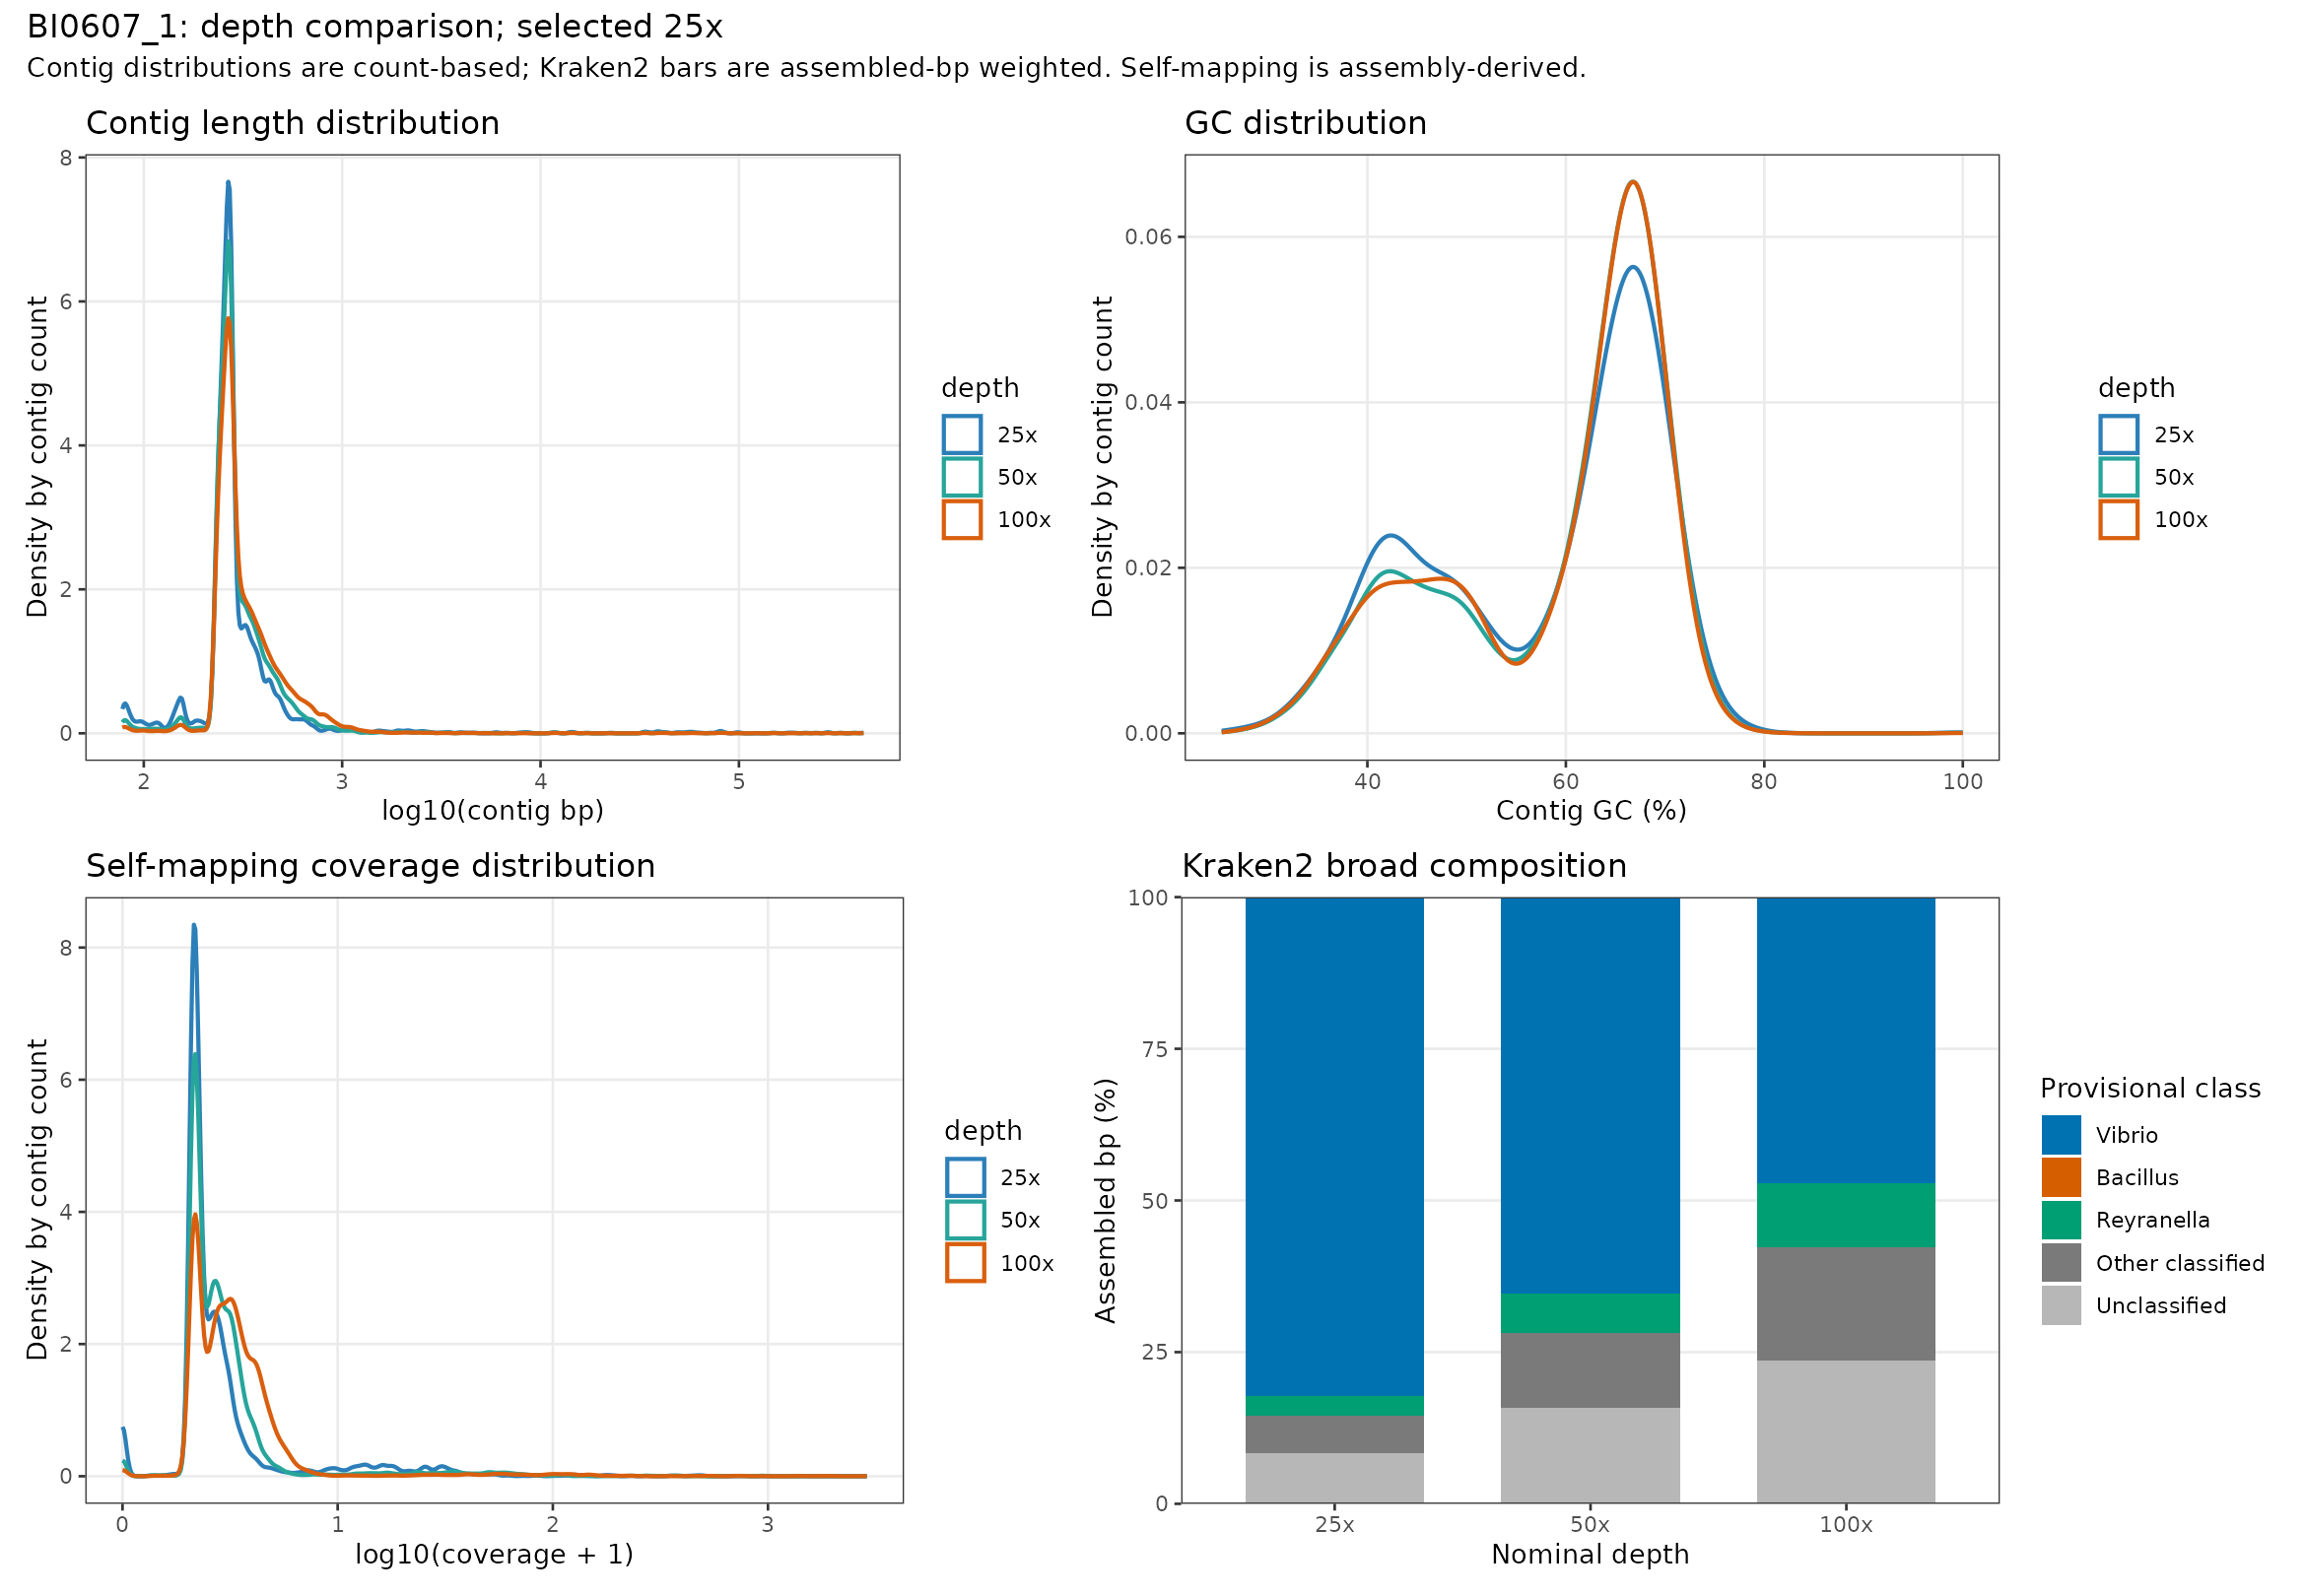 BI0607_1: depth comparison; selected 25x
Contig distributions are count-based; Kraken2 bars are assembled-bp weighted. Self-mapping is assembly-derived.
Contig length distribution
Density by contig count
8
6
4
2
0
2
3
4
5
log10(contig bp)
depth
25x
50x
100x
GC distribution
Density by contig count
0.06
0.04
0.02
0.00
40
60
80
100
Contig GC (%)
depth
25x
50x
100x
Self-mapping coverage distribution
Density by contig count
8
6
4
2
0
0
1
2
3
log10(coverage + 1)
depth
25x
50x
100x
Kraken2 broad composition
Assembled bp (%)
100
75
50
25
0
25x
50x
100x
Nominal depth
Provisional class
Vibrio
Bacillus
Reyranella
Other classified
Unclassified